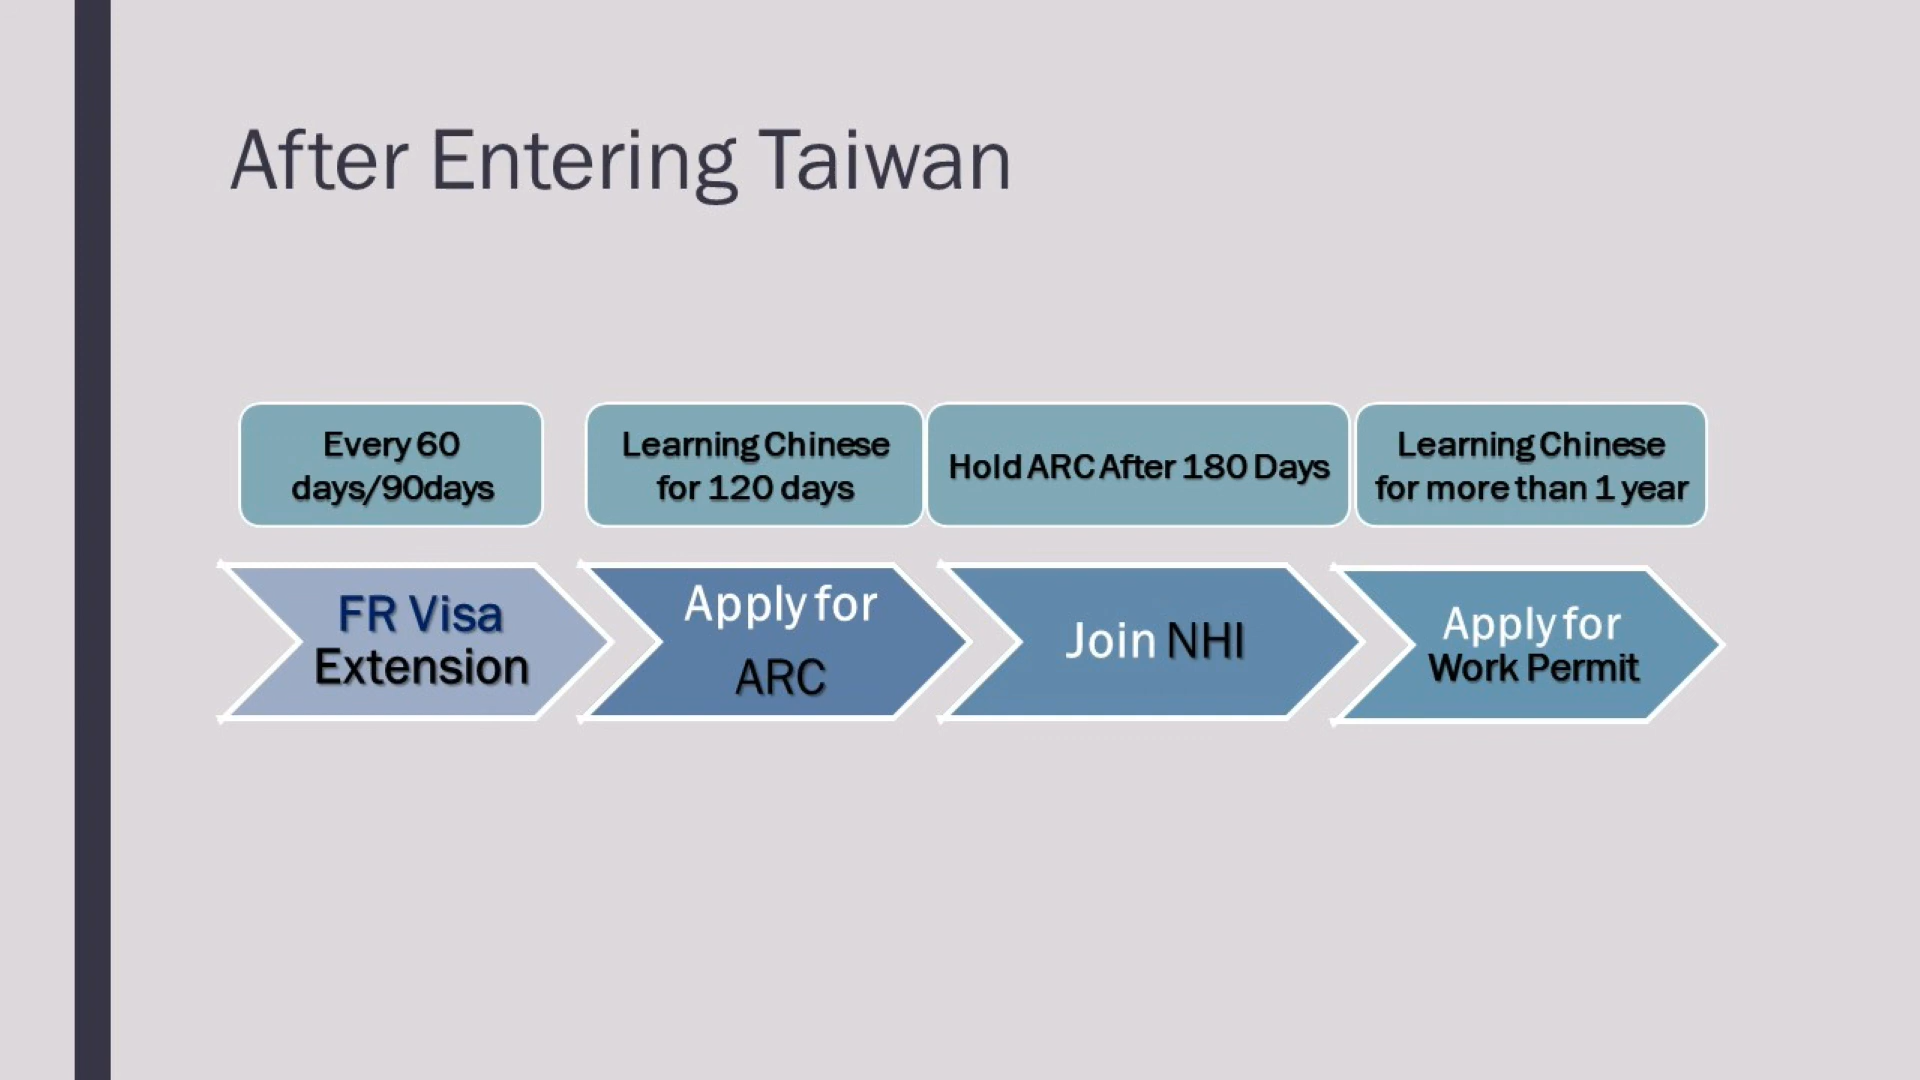 After Entering Taiwan
Every 60
days/90days
Learning Chinese
for 120 days
Hold ARC After 180 Days
Learning Chinese
for more than 1 year
FR Visa
Extension
Apply for
ARC
Join NHI
Apply for
Work Permit